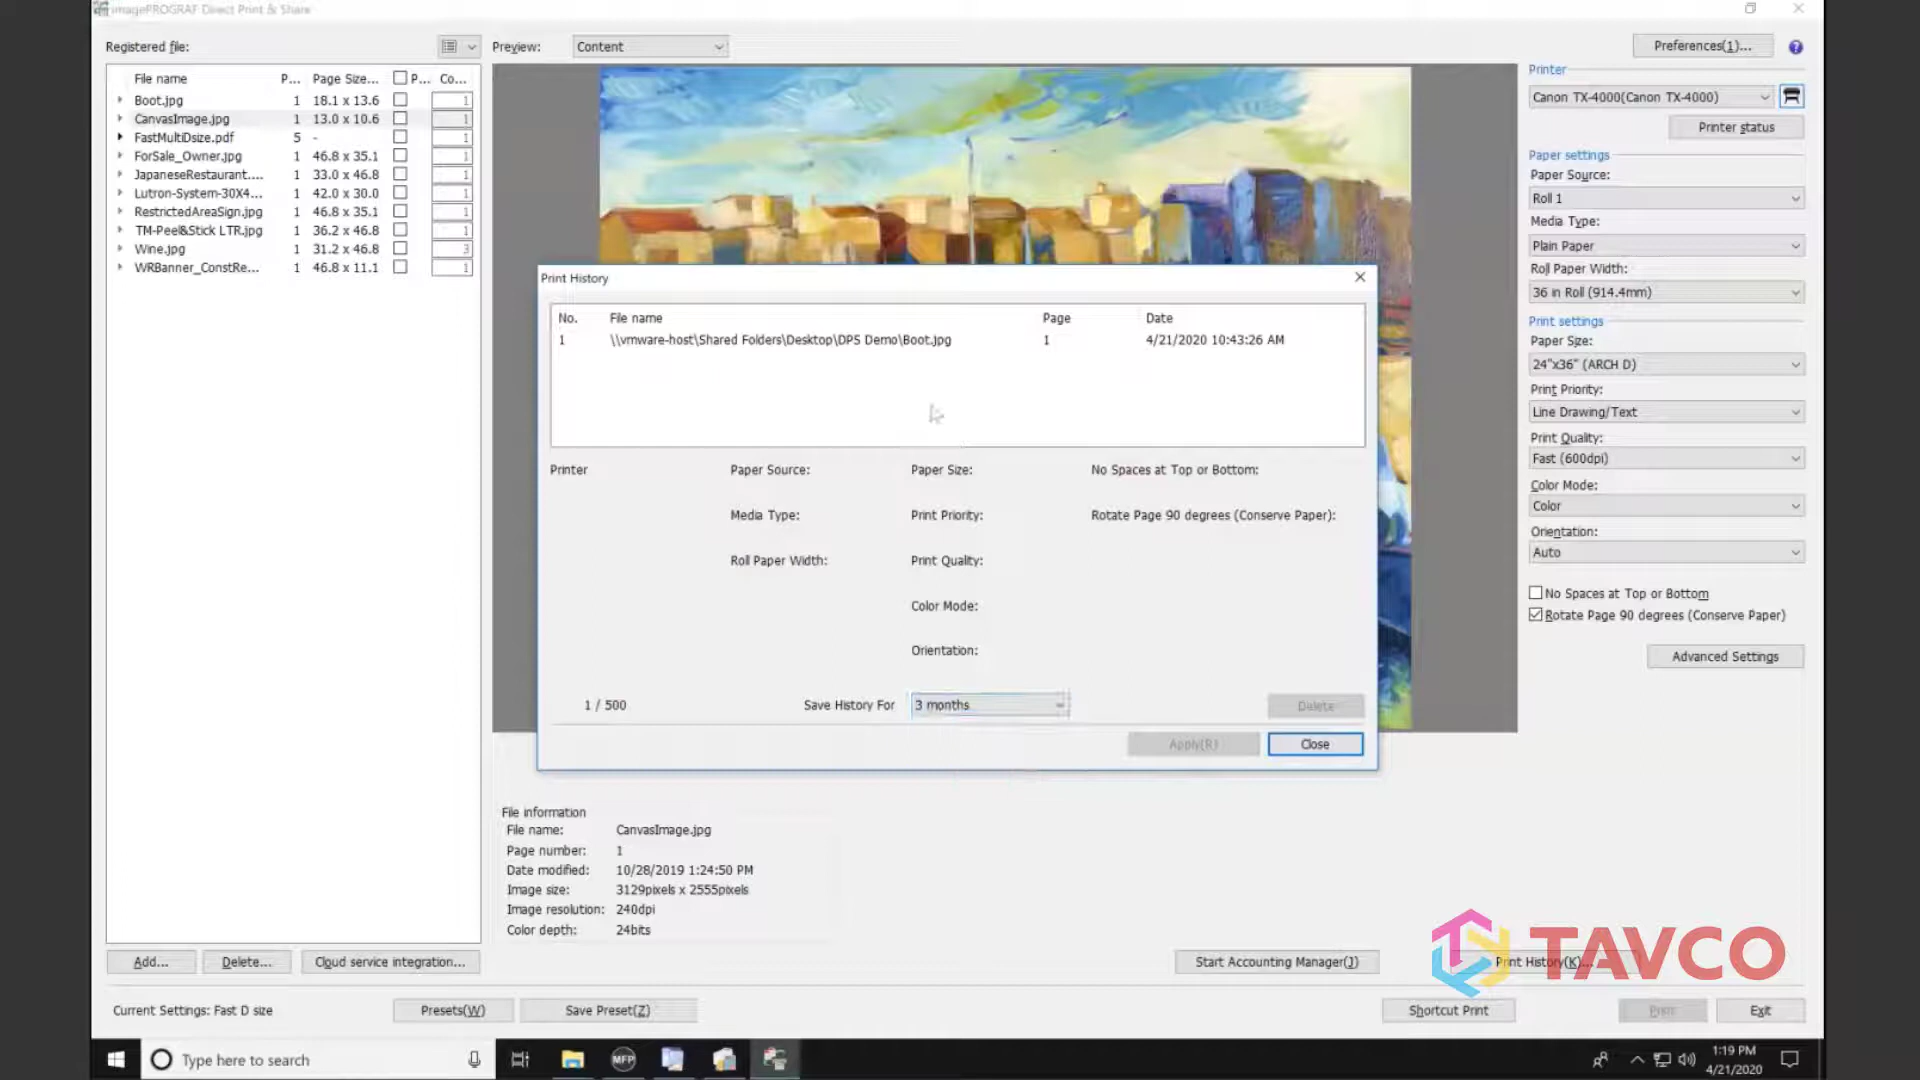 imagePROGRAF Direct Print & Share
Registered file:
Preview:
Content
Preferences(1)...
?
File name P... Page Size... P... Co...
Boot.jpg 1 18.1 x 13.6 1
CanvasImage.jpg 1 13.0 x 10.6 1
FastMultiDsize.pdf 5 - 1
ForSale_Owner.jpg 1 46.8 x 35.1 1
JapaneseRestaurant.... 1 33.0 x 46.8 1
Lutron-System-30X4... 1 42.0 x 30.0 1
RestrictedAreaSign.jpg 1 46.8 x 35.1 1
TM-Peel&Stick LTR.jpg 1 36.2 x 46.8 1
Wine.jpg 1 31.2 x 46.8 3
WRBanner_ConstRe... 1 46.8 x 11.1 1
Printer
Canon TX-4000(Canon TX-4000)
Printer status
Paper settings
Paper Source:
Roll 1
Media Type:
Plain Paper
Roll Paper Width:
36 in Roll (914.4mm)
Print settings
Paper Size:
24"x36" (ARCH D)
Print Priority:
Line Drawing/Text
Print Quality:
Fast (600dpi)
Color Mode:
Color
Orientation:
Auto
No Spaces at Top or Bottom
Rotate Page 90 degrees (Conserve Paper)
Advanced Settings
Print History
No. File name Page Date
1 \\vmware-host\Shared Folders\Desktop\DPS Demo\Boot.jpg 1 4/21/2020 10:43:26 AM
Printer Paper Source: Paper Size: No Spaces at Top or Bottom:
Media Type: Print Priority: Rotate Page 90 degrees (Conserve Paper):
Roll Paper Width: Print Quality:
Color Mode:
Orientation:
1 / 500 Save History For 3 months Delete
Apply(R) Close
File information
File name: CanvasImage.jpg
Page number: 1
Date modified: 10/28/2019 1:24:50 PM
Image size: 3129pixels x 2555pixels
Image resolution: 240dpi
Color depth: 24bits
Add... Delete... Cloud service integration...
Start Accounting Manager(J) Print History(K)...
TAVCO
Current Settings: Fast D size Presets(W) Save Preset(Z) Shortcut Print Print Exit
Type here to search
MFP
1:19 PM
4/21/2020